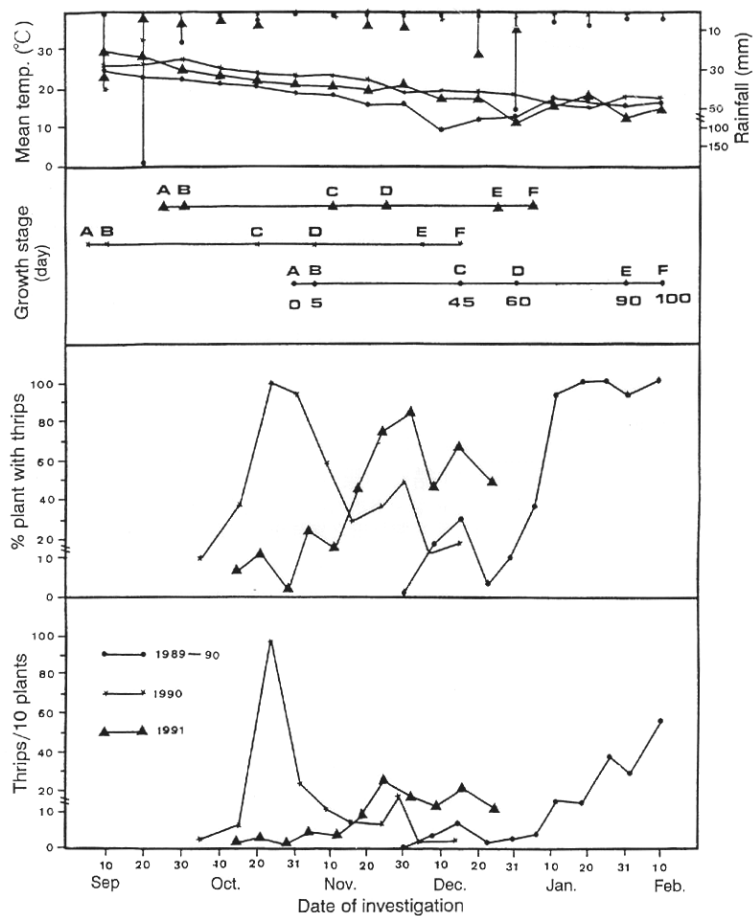 Mean temp. (°C)
30
20
10
0
10
30
50
100
150
Rainfall (mm)
Growth stage
(day)
A B C D E F
A B C D E F
A B C D E F
0 5 45 60 90 100
% plant with thrips
100
80
60
40
20
10
0
Thrips/10 plants
100
80
60
40
20
10
0
1989—90
1990
1991
10 20 30 10 20 31 10 20 30 10 20 31 10 20 31 10
Sep Oct. Nov. Dec. Jan. Feb.
Date of investigation